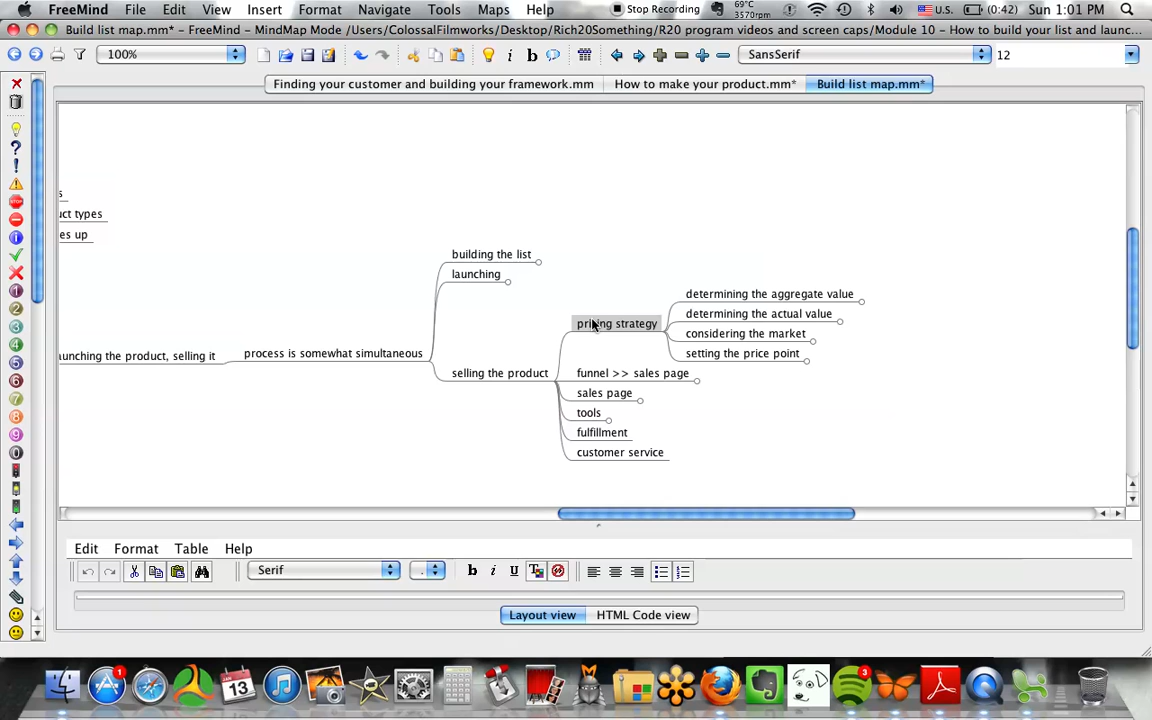 FreeMind File Edit View Insert Format Navigate Tools Maps Help Stop Recording 69°C 3570rpm U.S. (0:42) Sun 1:01 PM
Build list map.mm* – FreeMind – MindMap Mode /Users/ColossalFilmworks/Desktop/Rich20Something/R20 program videos and screen caps/Module 10 – How to build your list and launc...
100% SansSerif 12
Finding your customer and building your framework.mm How to make your product.mm* Build list map.mm*
s
uct types
es up
building the list
launching
determining the aggregate value
determining the actual value
pricing strategy
considering the market
setting the price point
aunching the product, selling it process is somewhat simultaneous
selling the product
funnel >> sales page
sales page
tools
fulfillment
customer service
Edit Format Table Help
Serif .
Layout view HTML Code view
JAN 13
1
3